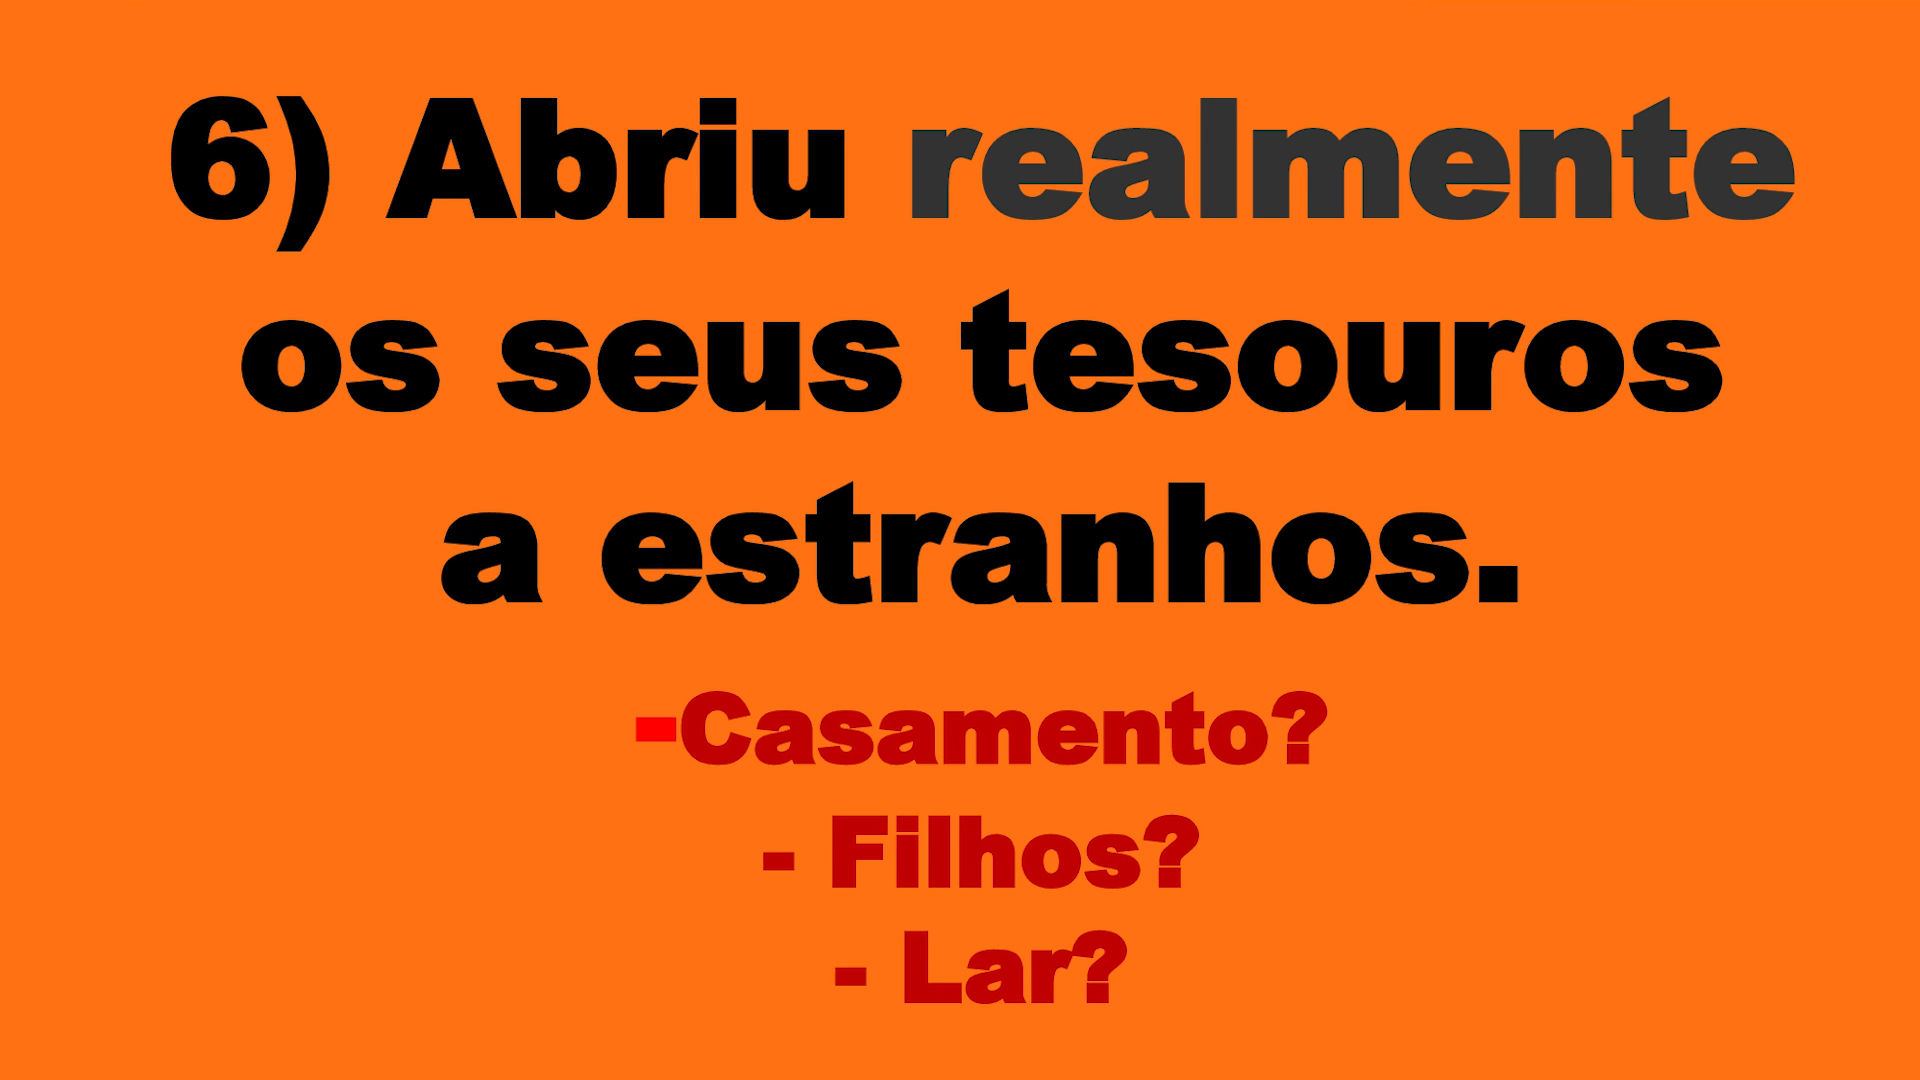 6) Abriu realmente
os seus tesouros
a estranhos.
-Casamento?
- Filhos?
- Lar?